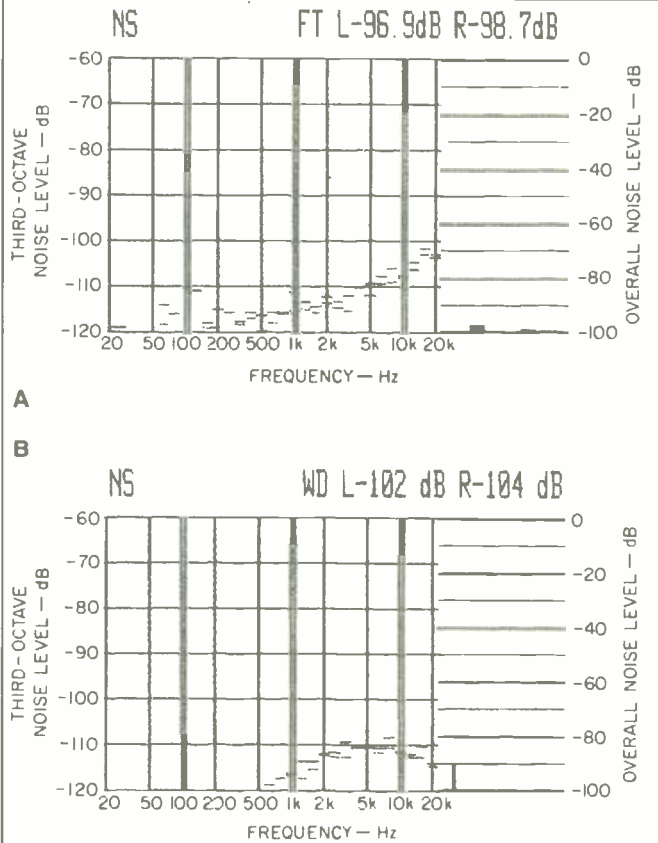 NS FT L-96.9dB R-98.7dB
-60
-70
-80
-90
-100
-110
-120
THIRD-OCTAVE
NOISE LEVEL — dB
0
-20
-40
-60
-80
-100
OVERALL NOISE LEVEL — dB
20 50 100 200 500 1k 2k 5k 10k 20k
FREQUENCY — Hz
A
B
NS WD L-102 dB R-104 dB
-60
-70
-80
-90
-100
-110
-120
THIRD-OCTAVE
NOISE LEVEL — dB
0
-20
-40
-60
-80
-100
OVERALL NOISE LEVEL — dB
20 50 100 200 500 1k 2k 5k 10k 20k
FREQUENCY — Hz